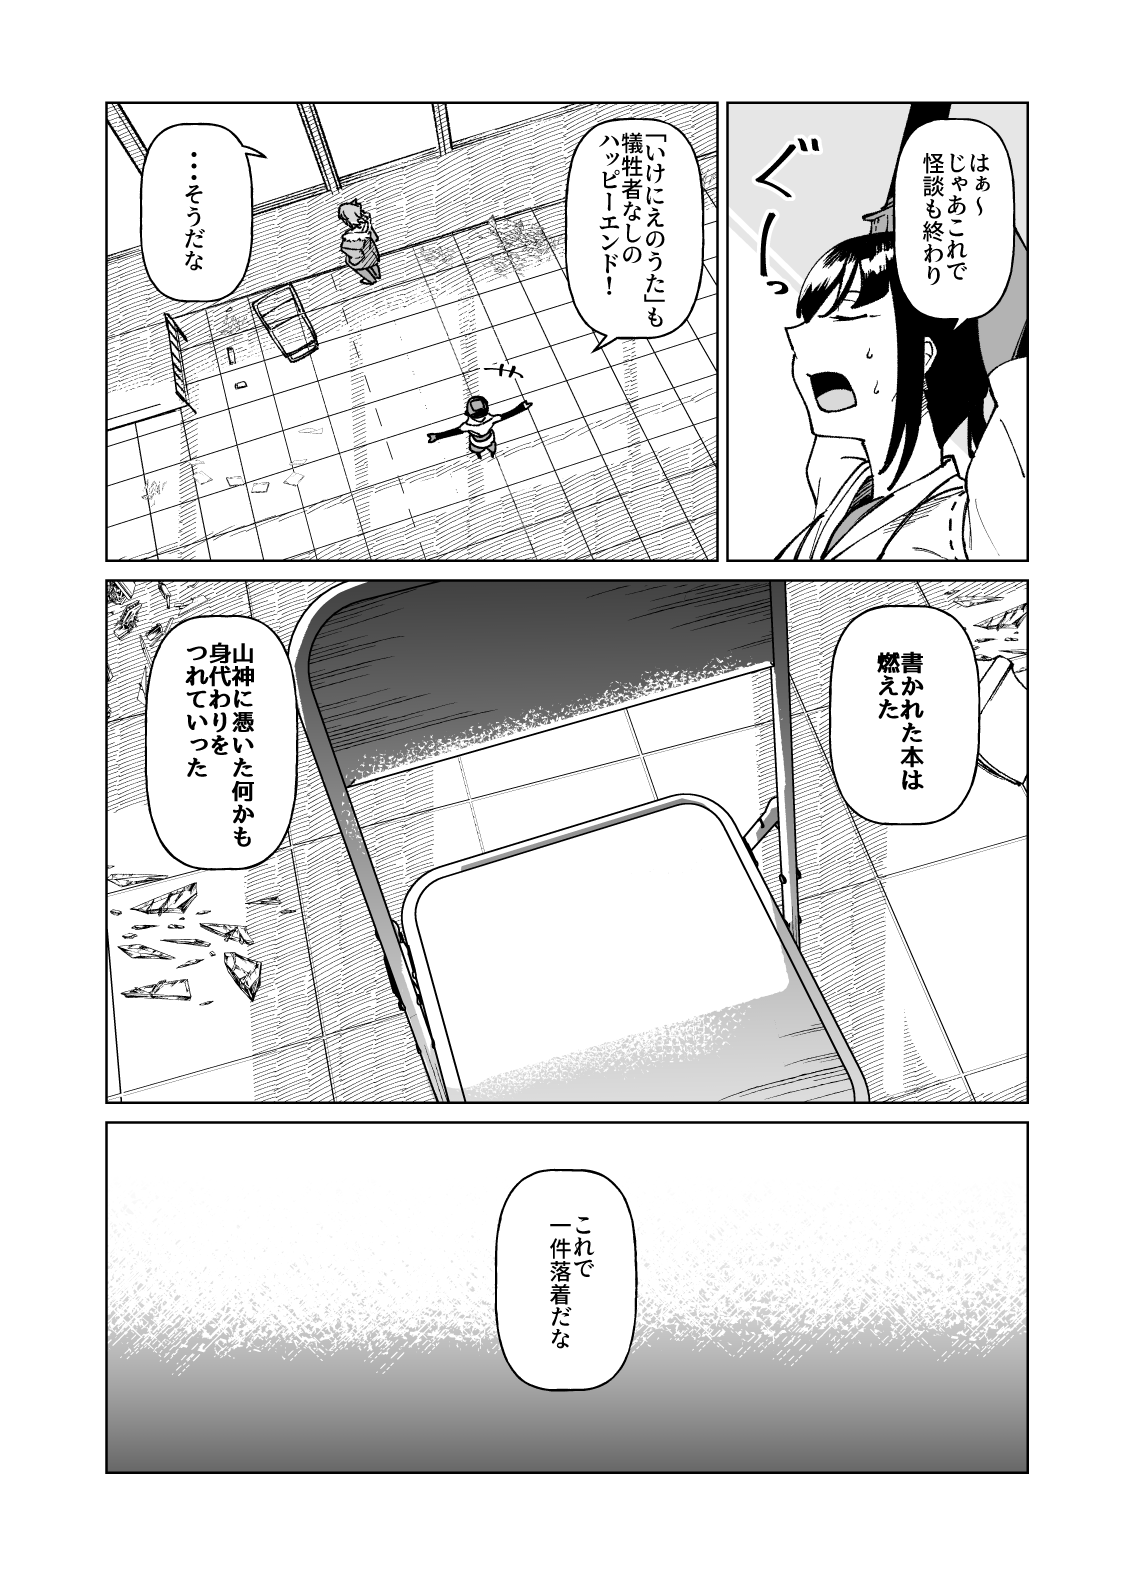 はぁ～
じゃあこれで
怪談も終わり
ぐーっ
「いけにえのうた」も
犠牲者なしの
ハッピーエンド！
・・・そうだな
書かれた本は
燃えた
山神に憑いた何かも
身代わりを
つれていった
これで
一件落着だな